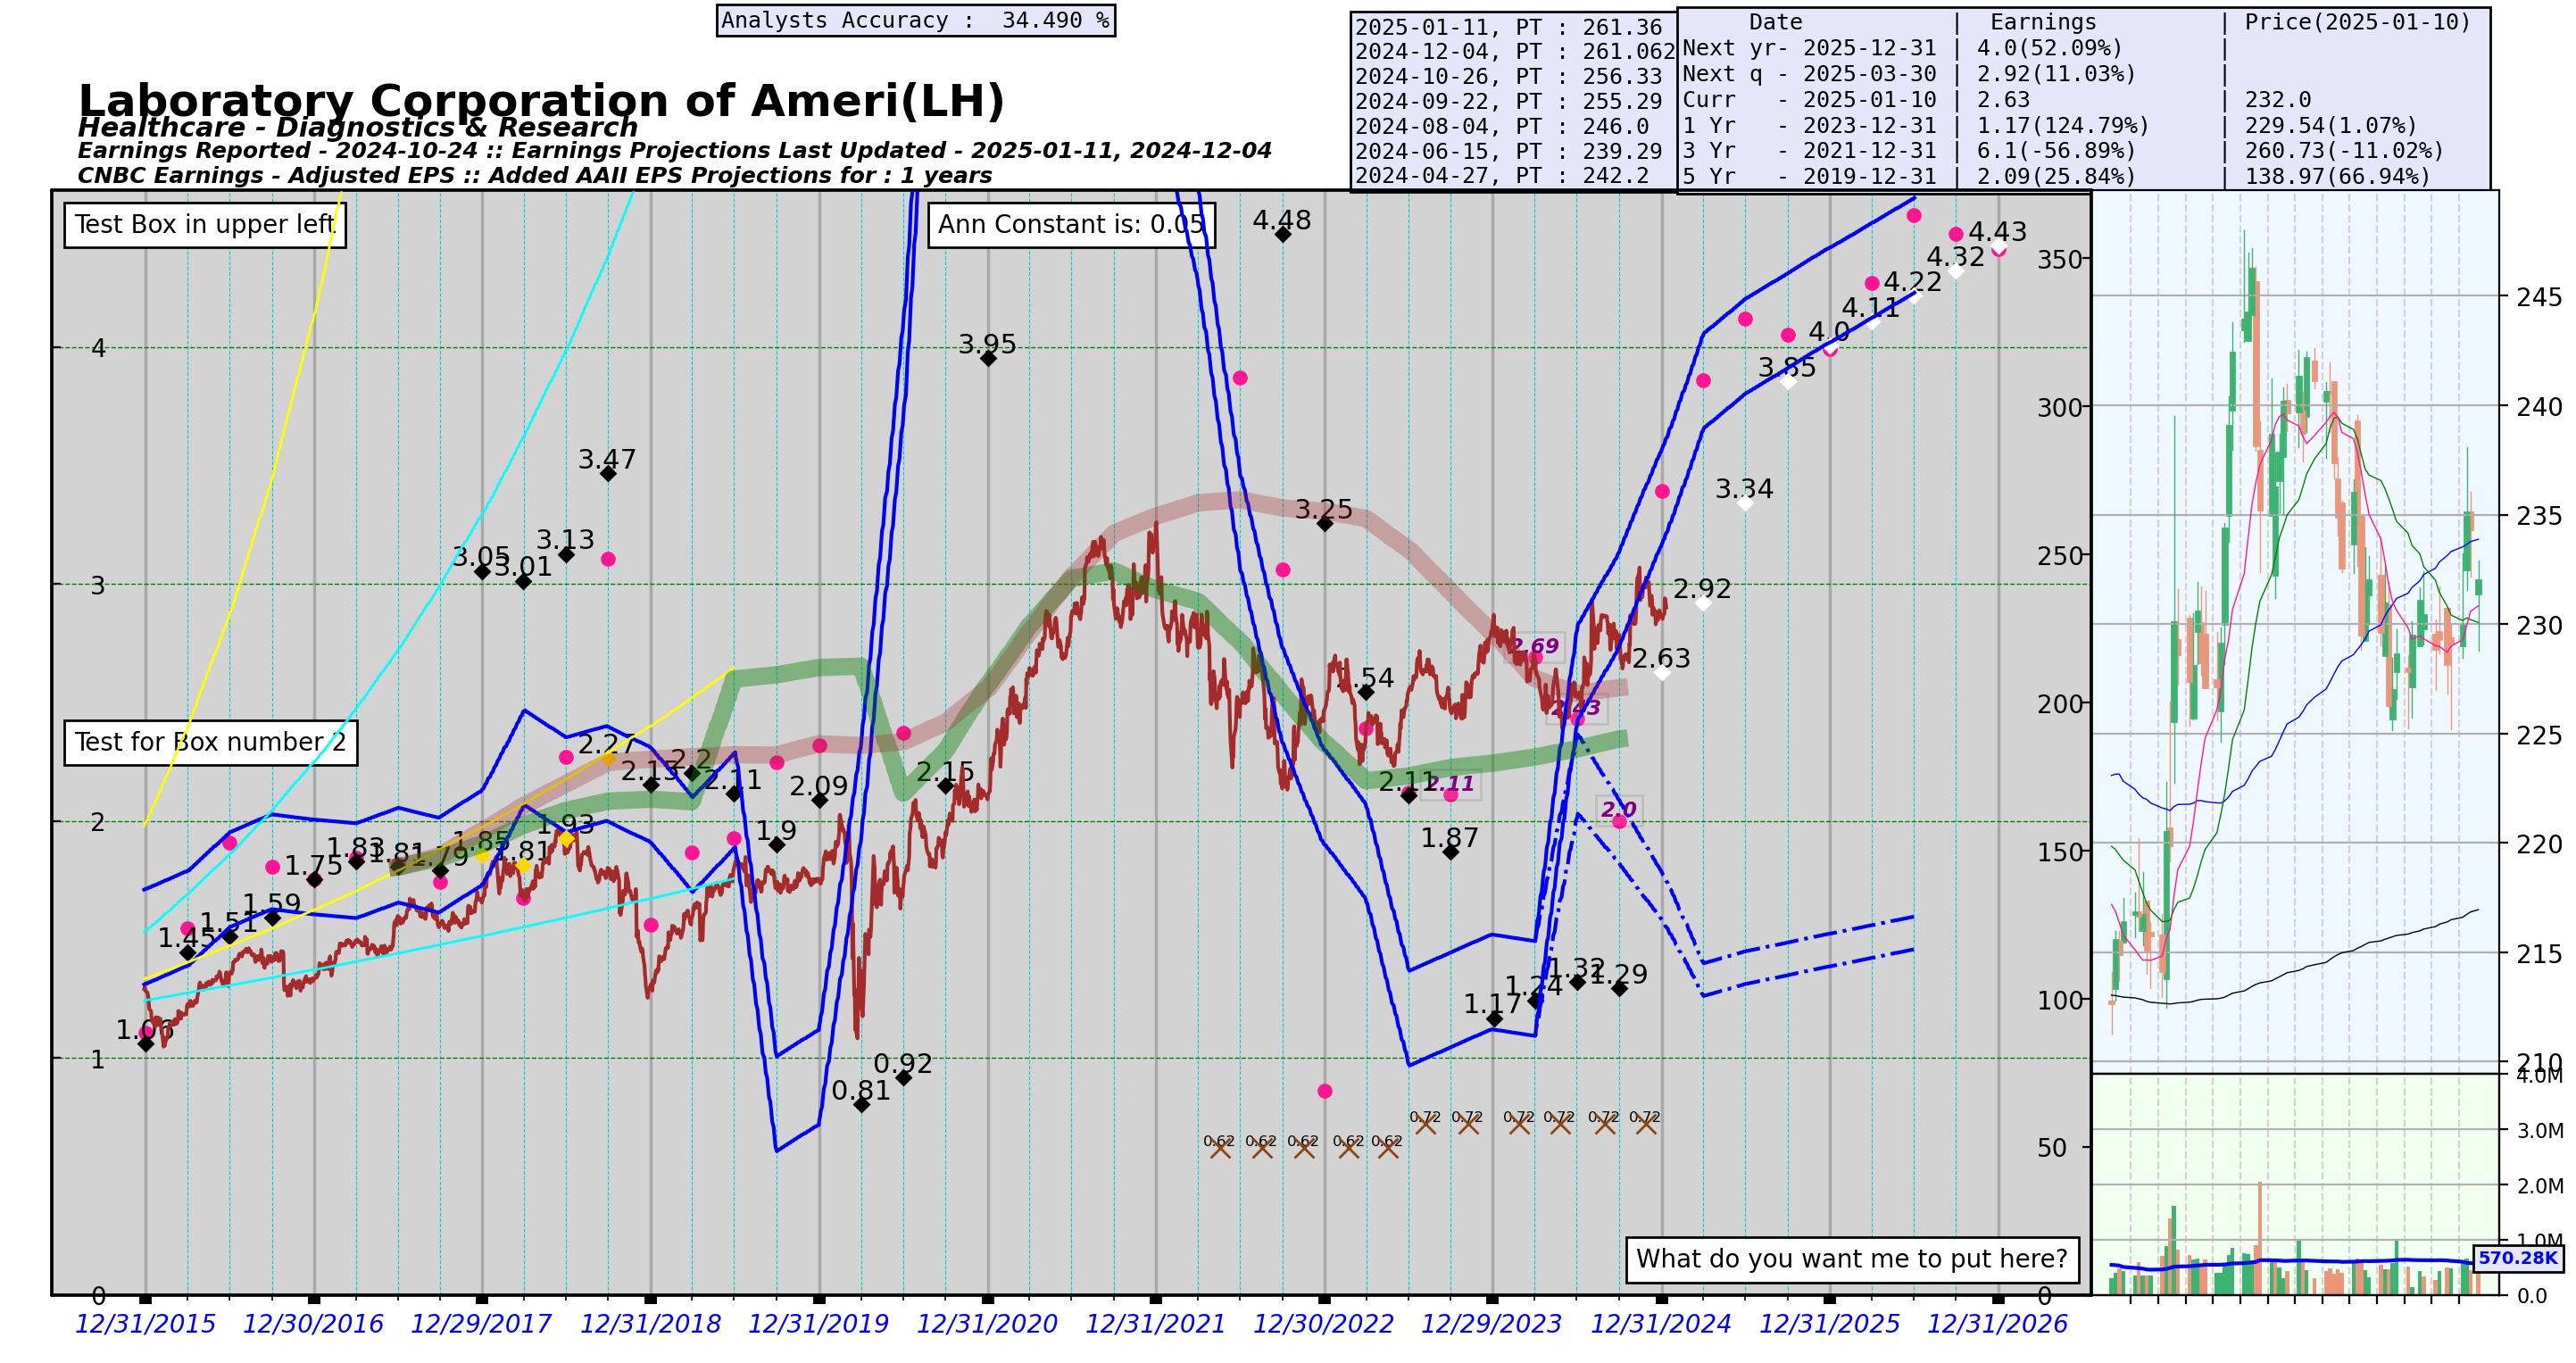 Analysts Accuracy :  34.490 %
2025-01-11, PT : 261.36
2024-12-04, PT : 261.062
2024-10-26, PT : 256.33
2024-09-22, PT : 255.29
2024-08-04, PT : 246.0
2024-06-15, PT : 239.29
2024-04-27, PT : 242.2
Date | Earnings | Price(2025-01-10)
Next yr- 2025-12-31 | 4.0(52.09%) |
Next q - 2025-03-30 | 2.92(11.03%) |
Curr - 2025-01-10 | 2.63 | 232.0
1 Yr - 2023-12-31 | 1.17(124.79%) | 229.54(1.07%)
3 Yr - 2021-12-31 | 6.1(-56.89%) | 260.73(-11.02%)
5 Yr - 2019-12-31 | 2.09(25.84%) | 138.97(66.94%)
Laboratory Corporation of Ameri(LH)
Healthcare - Diagnostics & Research
Earnings Reported - 2024-10-24 :: Earnings Projections Last Updated - 2025-01-11, 2024-12-04
CNBC Earnings - Adjusted EPS :: Added AAII EPS Projections for : 1 years
Test Box in upper left
Ann Constant is: 0.05
Test for Box number 2
What do you want me to put here?
4
3
2
1
0
1.06
1.45
1.51
1.59
1.75
1.83
1.81
1.79
1.85
1.81
1.93
3.05
3.01
3.13
3.47
2.27
2.15
2.2
2.11
1.9
2.09
0.81
0.92
2.15
3.95
4.48
3.25
2.54
2.11
2.11
1.87
1.17
1.24
1.32
1.29
2.69
2.43
2.0
2.63
2.92
3.34
3.85
4.0
4.11
4.22
4.32
4.43
0.62 0.62 0.62 0.62 0.62
0.72 0.72 0.72 0.72 0.72 0.72
350
300
250
200
150
100
50
0
245
240
235
230
225
220
215
210
4.0M
3.0M
2.0M
1.0M
570.28K
0.0
12/31/2015 12/30/2016 12/29/2017 12/31/2018 12/31/2019 12/31/2020 12/31/2021 12/30/2022 12/29/2023 12/31/2024 12/31/2025 12/31/2026